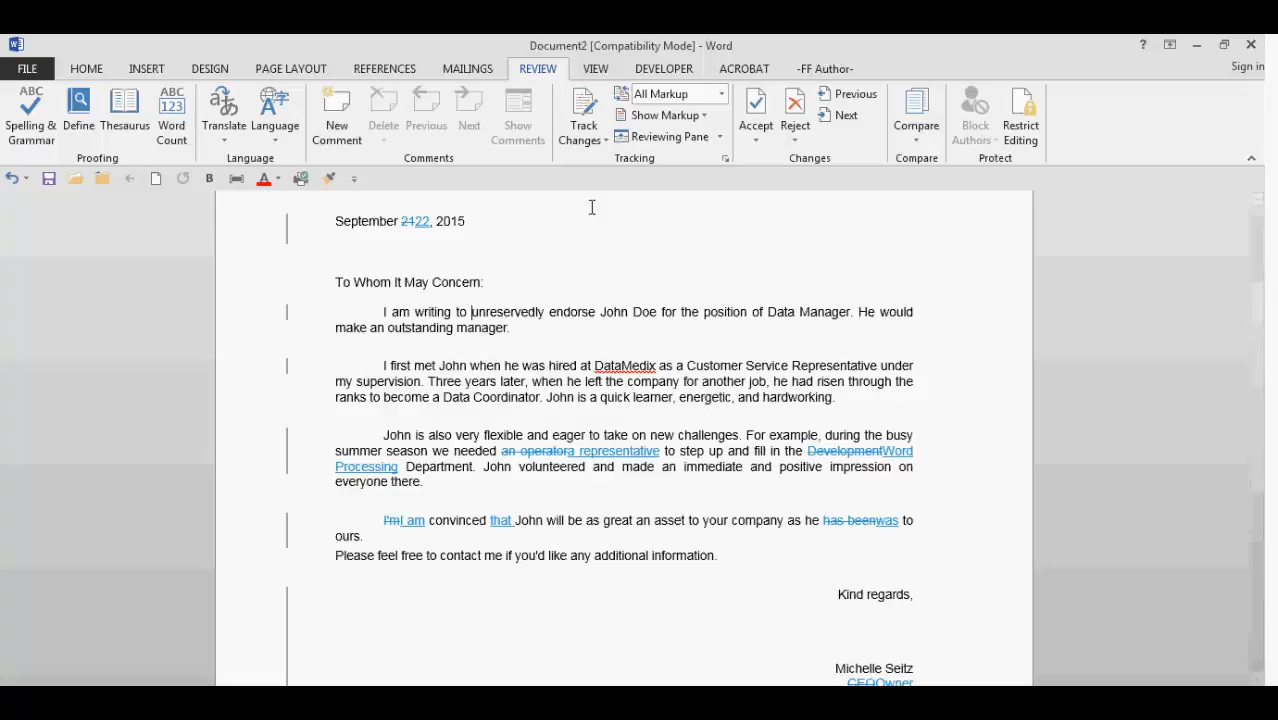 Document2 [Compatibility Mode] - Word
?
FILE HOME INSERT DESIGN PAGE LAYOUT REFERENCES MAILINGS REVIEW VIEW DEVELOPER ACROBAT -FF Author- Sign in
ABC ABC 123
Spelling & Grammar Define Thesaurus Word Count
Translate Language
New Comment Delete Previous Next Show Comments
Track Changes All Markup
Show Markup
Reviewing Pane
Accept Reject Previous
Next
Compare Block Authors Restrict Editing
Proofing Language Comments Tracking Changes Compare Protect
B A
September 2122, 2015
To Whom It May Concern:
I am writing to unreservedly endorse John Doe for the position of Data Manager. He would
make an outstanding manager.
I first met John when he was hired at DataMedix as a Customer Service Representative under
my supervision. Three years later, when he left the company for another job, he had risen through the
ranks to become a Data Coordinator. John is a quick learner, energetic, and hardworking.
John is also very flexible and eager to take on new challenges. For example, during the busy
summer season we needed an operatora representative to step up and fill in the DevelopmentWord
Processing Department. John volunteered and made an immediate and positive impression on
everyone there.
I'mI am convinced that John will be as great an asset to your company as he has beenwas to
ours.
Please feel free to contact me if you'd like any additional information.
Kind regards,
Michelle Seitz
CEOOwner